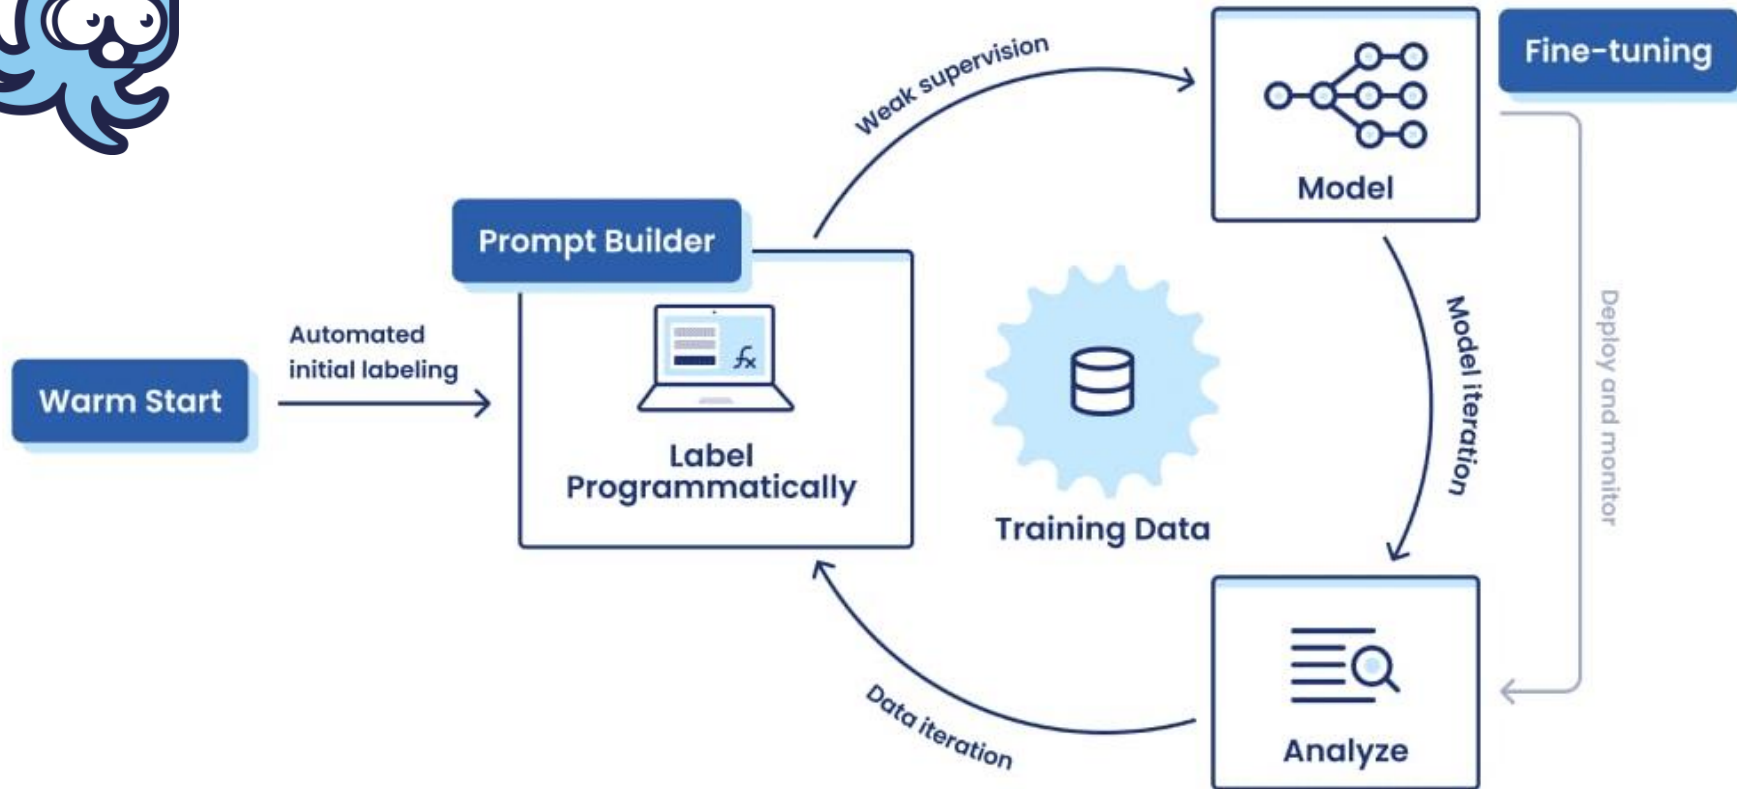 Weak supervision
Fine-tuning
Model
Prompt Builder
Automated
initial labeling
Warm Start
fx
Label
Programmatically
Training Data
Model iteration
Deploy and monitor
Data iteration
Analyze